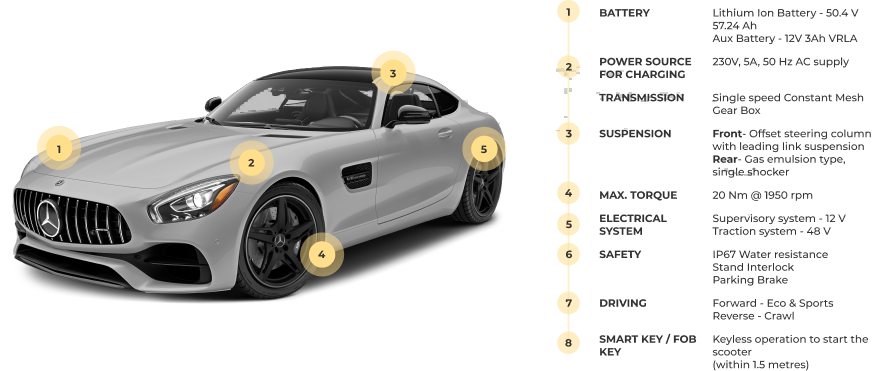 1
2
3
4
5
1 BATTERY Lithium Ion Battery - 50.4 V
57.24 Ah
Aux Battery - 12V 3Ah VRLA
2 POWER SOURCE FOR CHARGING 230V, 5A, 50 Hz AC supply
TRANSMISSION Single speed Constant Mesh
Gear Box
3 SUSPENSION Front- Offset steering column
with leading link suspension
Rear- Gas emulsion type,
single shocker
4 MAX. TORQUE 20 Nm @ 1950 rpm
5 ELECTRICAL SYSTEM Supervisory system - 12 V
Traction system - 48 V
6 SAFETY IP67 Water resistance
Stand Interlock
Parking Brake
7 DRIVING Forward - Eco & Sports
Reverse - Crawl
8 SMART KEY / FOB KEY Keyless operation to start the
scooter
(within 1.5 metres)